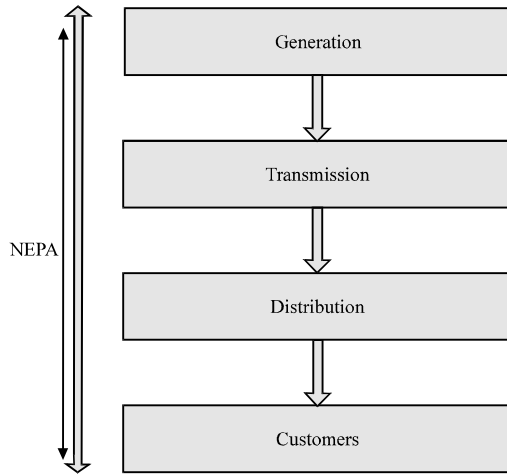 Generation
Transmission
NEPA
Distribution
Customers